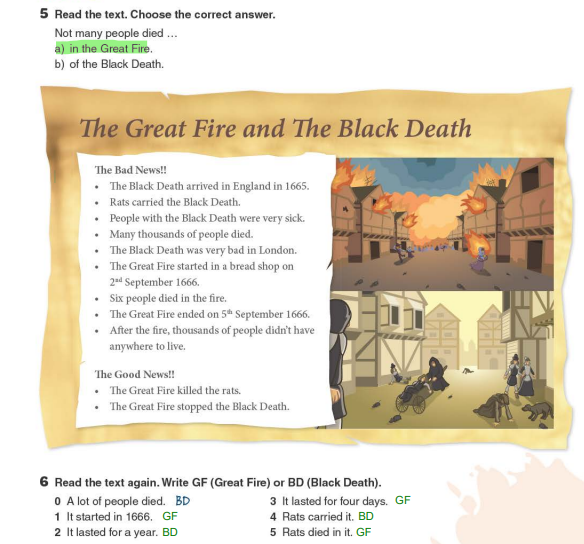 5 Read the text. Choose the correct answer.
Not many people died ...
a) in the Great Fire.
b) of the Black Death.
The Great Fire and The Black Death
The Bad News!!
• The Black Death arrived in England in 1665.
• Rats carried the Black Death.
• People with the Black Death were very sick.
• Many thousands of people died.
• The Black Death was very bad in London.
• The Great Fire started in a bread shop on
2nd September 1666.
• Six people died in the fire.
• The Great Fire ended on 5th September 1666.
• After the fire, thousands of people didn't have
anywhere to live.
The Good News!!
• The Great Fire killed the rats.
• The Great Fire stopped the Black Death.
6 Read the text again. Write GF (Great Fire) or BD (Black Death).
0 A lot of people died. BD
1 It started in 1666. GF
2 It lasted for a year. BD
3 It lasted for four days. GF
4 Rats carried it. BD
5 Rats died in it. GF